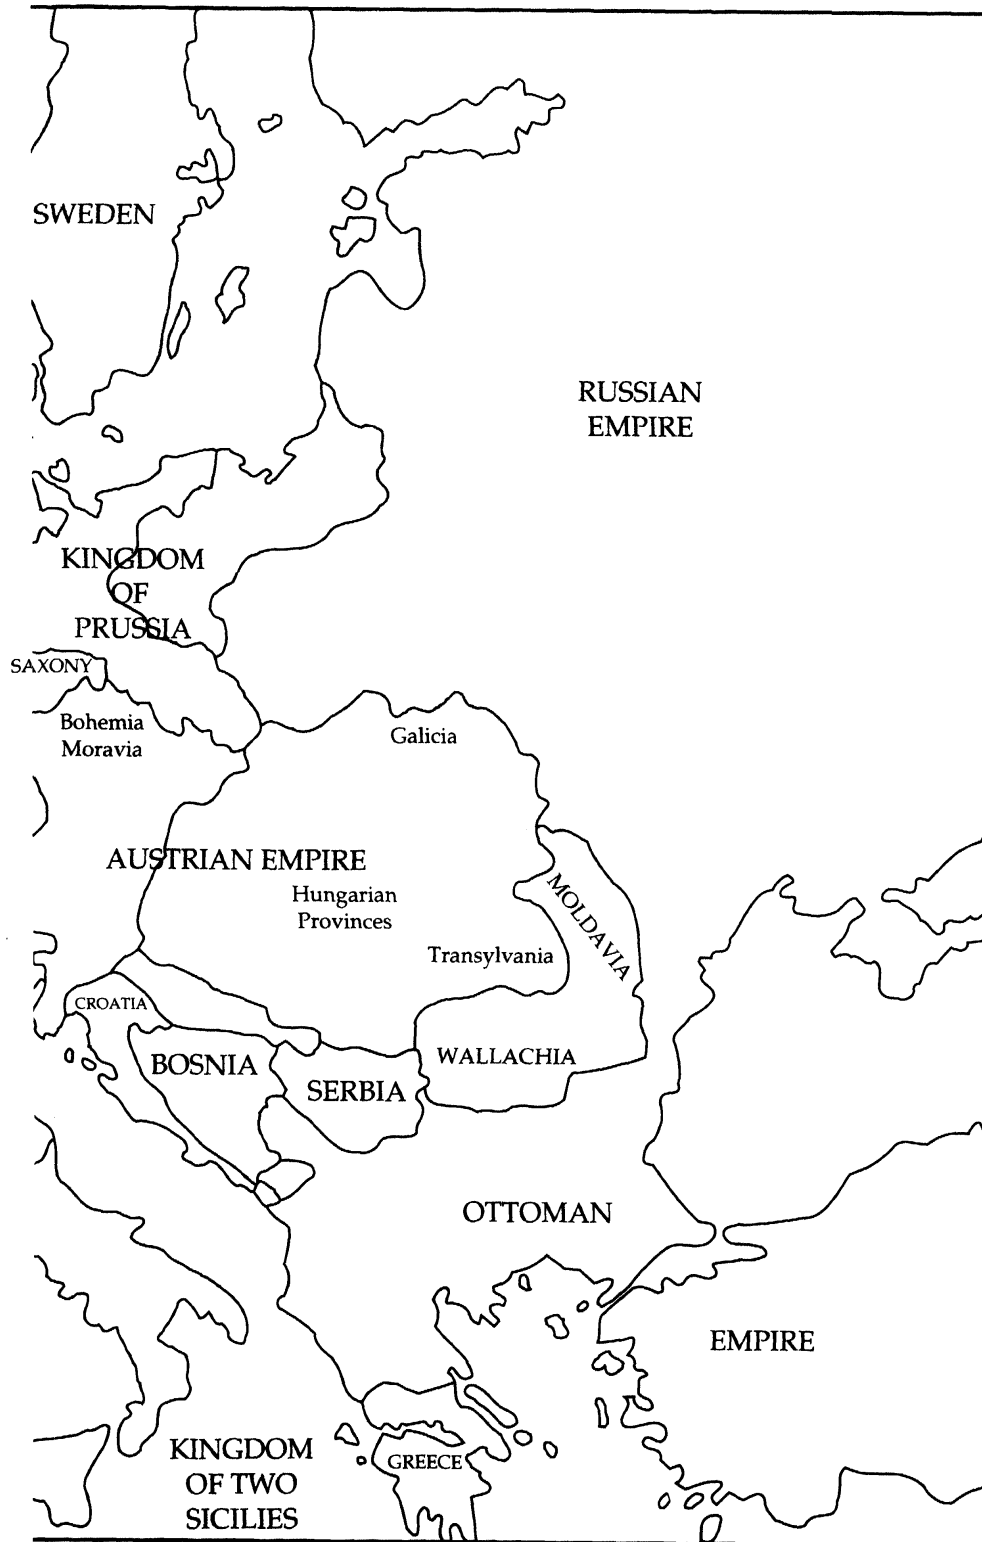 SWEDEN
RUSSIAN
EMPIRE
KINGDOM
OF
PRUSSIA
SAXONY
Bohemia
Moravia
Galicia
AUSTRIAN EMPIRE
Hungarian
Provinces
MOLDAVIA
Transylvania
CROATIA
BOSNIA
WALLACHIA
SERBIA
OTTOMAN
EMPIRE
KINGDOM
OF TWO
SICILIES
GREECE